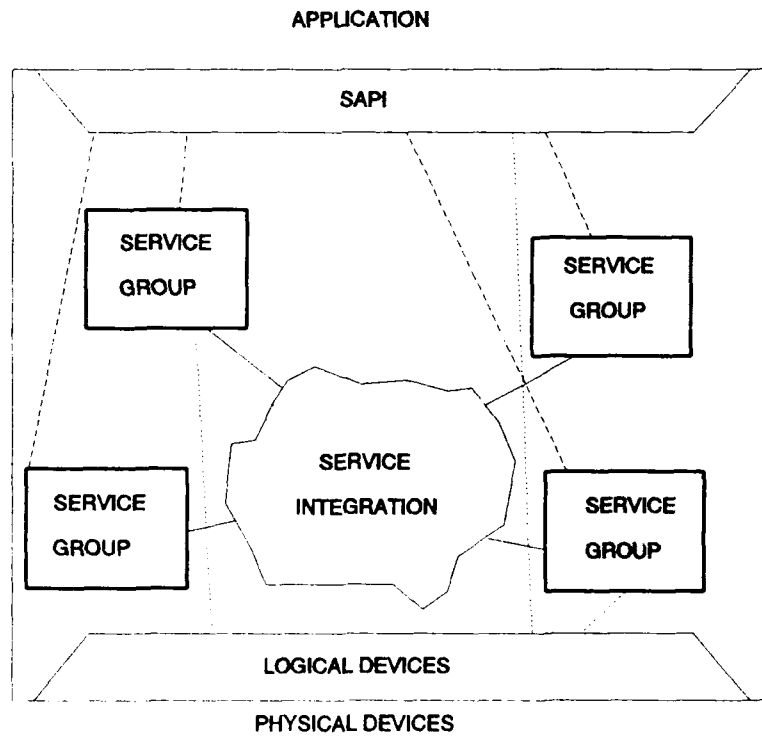 APPLICATION
SAPI
SERVICE
GROUP
SERVICE
GROUP
SERVICE
INTEGRATION
SERVICE
GROUP
SERVICE
GROUP
LOGICAL DEVICES
PHYSICAL DEVICES